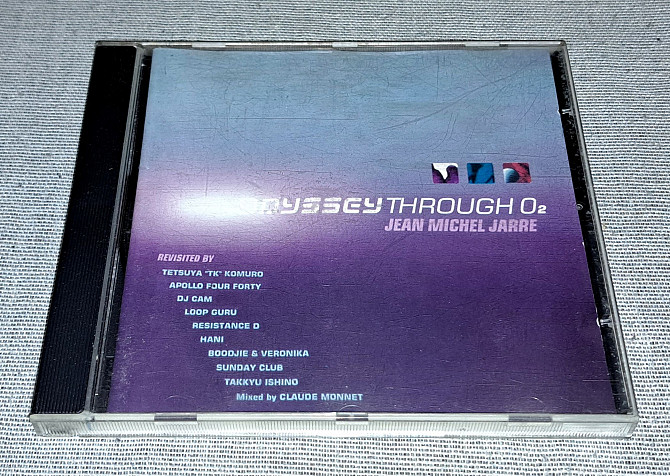 ODYSSEY THROUGH O2
JEAN MICHEL JARRE
REVISITED BY
TETSUYA "TK" KOMURO
APOLLO FOUR FORTY
DJ CAM
LOOP GURU
RESISTANCE D
HANI
BOODJIE & VERONIKA
SUNDAY CLUB
TAKKYU ISHINO
Mixed by CLAUDE MONNET